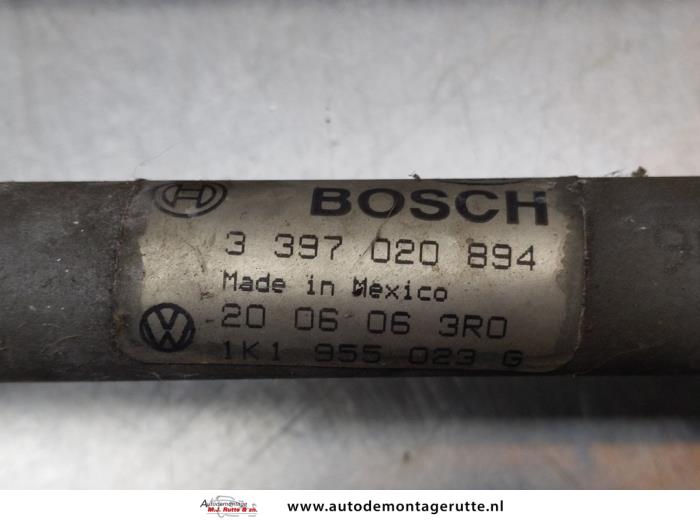 BOSCH
3 397 020 894
Made in Mexico
20 06 06 3R0
1K1 955 023 G
Autodemontage
M.J. Rutte & zn.
www.autodemontagerutte.nl